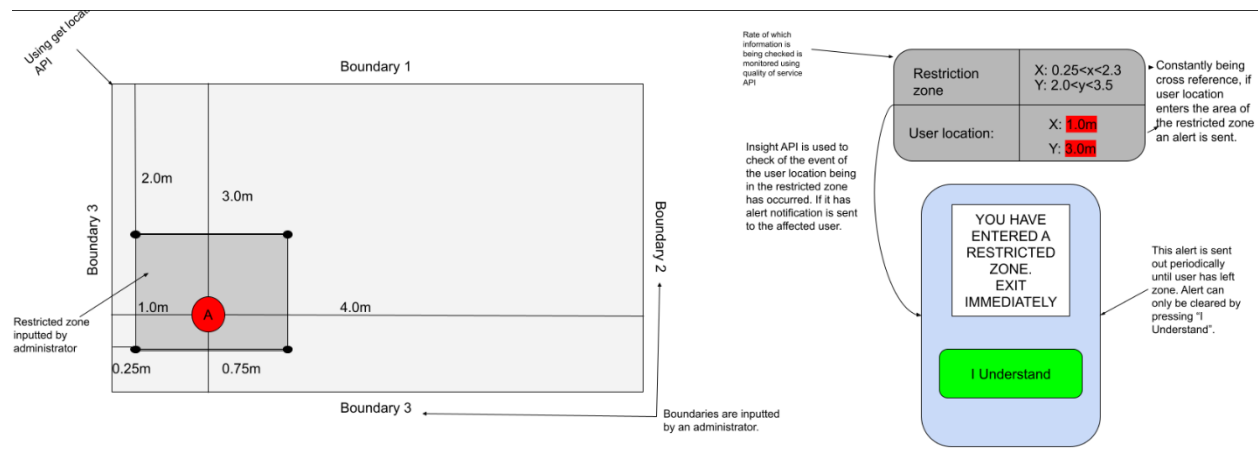 Using get locat
API
Boundary 1
2.0m
3.0m
Boundary 3
Boundary 2
A
1.0m
4.0m
Restricted zone
inputted by
administrator
0.25m
0.75m
Boundary 3
Boundaries are inputted
by an administrator.
Rate of which
information is
being checked is
monitored using
quality of service
API
Restriction
zone
X: 0.25<x<2.3
Y: 2.0<y<3.5
User location:
X: 1.0m
Y: 3.0m
Constantly being
cross reference, if
user location
enters the area of
the restricted zone
an alert is sent.
Insight API is used to
check of the event of
the user location being
in the restricted zone
has occurred. If it has
alert notification is sent
to the affected user.
YOU HAVE
ENTERED A
RESTRICTED
ZONE.
EXIT
IMMEDIATELY
I Understand
This alert is sent
out periodically
until user has left
zone. Alert can
only be cleared by
pressing “I
Understand”.